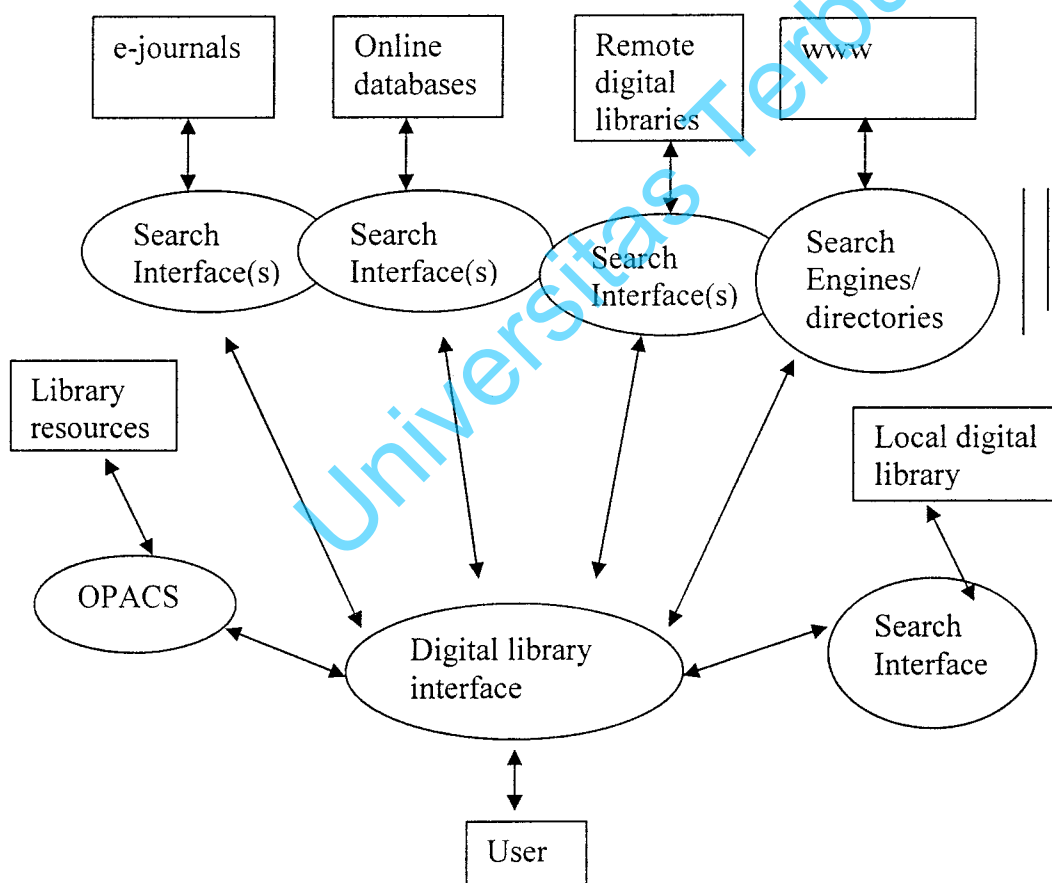 e-journals
Online
databases
Remote
digital
libraries
www
Search
Interface(s)
Search
Interface(s)
Search
Interface(s)
Search
Engines/
directories
Library
resources
Local digital
library
OPACS
Digital library
interface
Search
Interface
User
Universitas Terbu